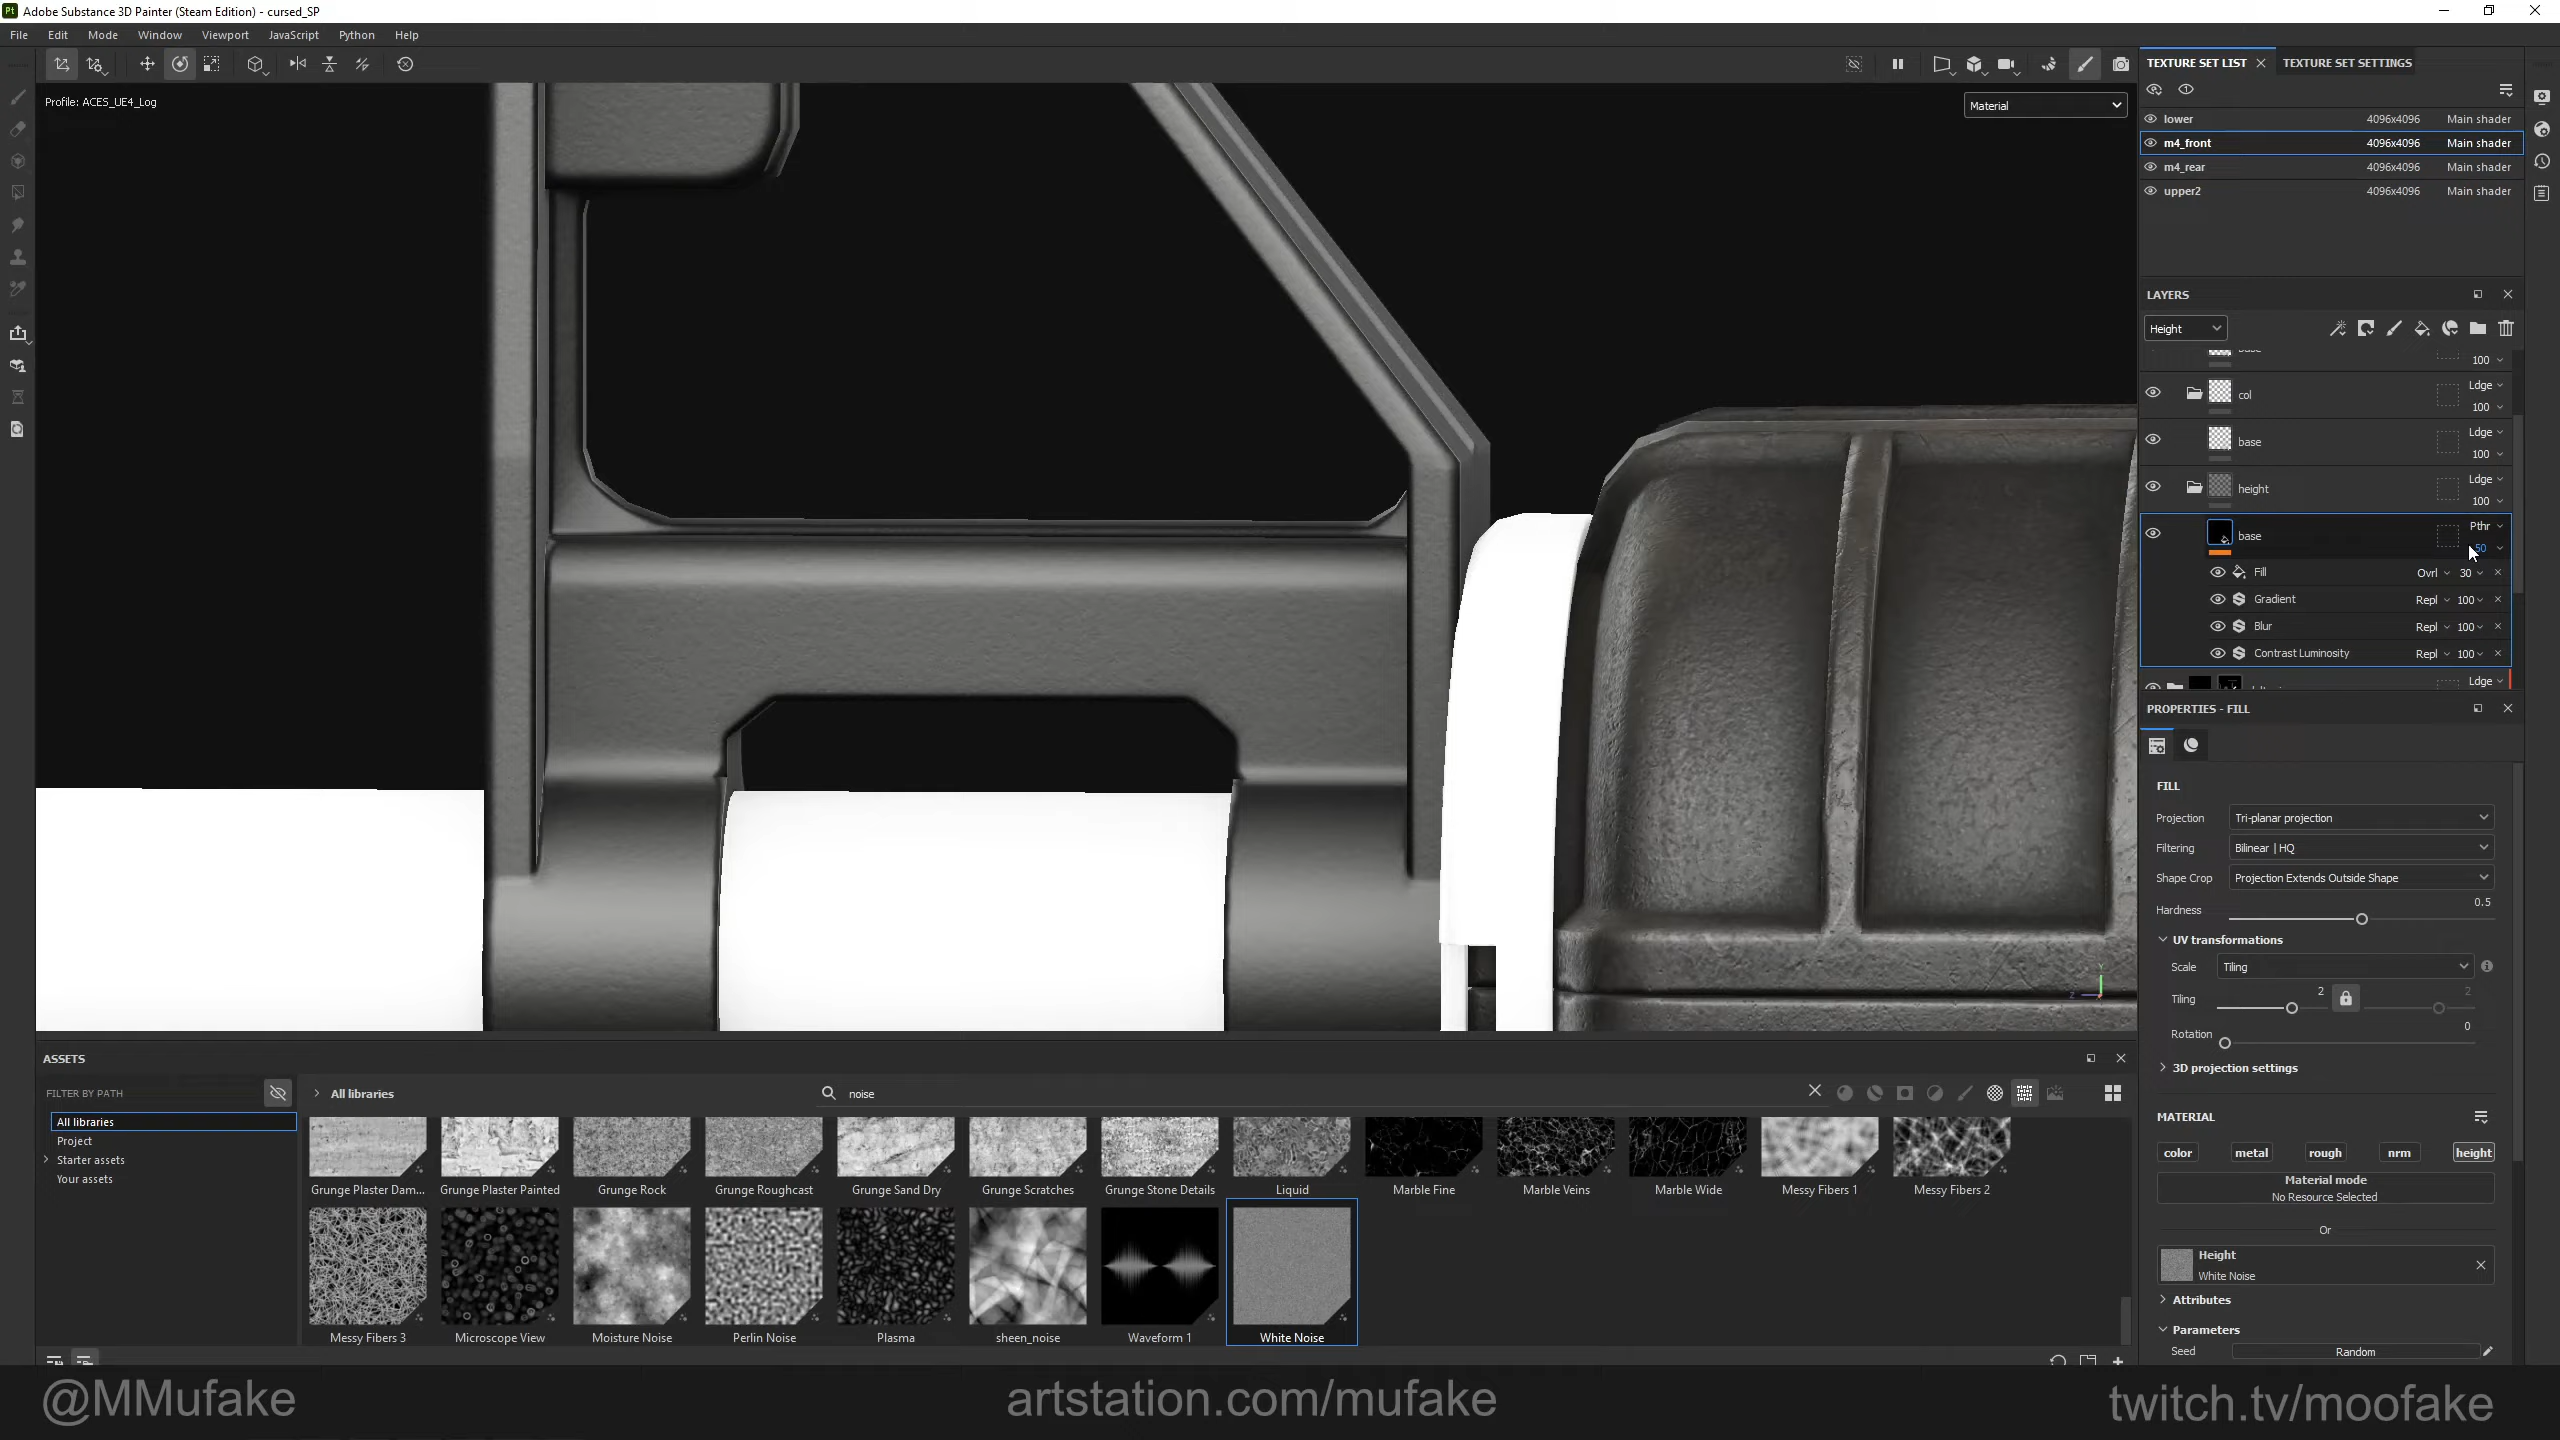 Adobe Substance 3D Painter (Steam Edition) - cursed_SP
File Edit Mode Window Viewport JavaScript Python Help
Profile: ACES_UE4_Log
Material
TEXTURE SET LIST
TEXTURE SET SETTINGS
lower 4096x4096 Main shader
m4_front 4096x4096 Main shader
m4_rear 4096x4096 Main shader
upper2 4096x4096 Main shader
LAYERS
Height
100
col Ldge
100
base Ldge
100
height Ldge
100
base Pthr
50
Fill Ovrl 30
Gradient Repl 100
Blur Repl 100
Contrast Luminosity Repl 100
Ldge
PROPERTIES - FILL
FILL
Projection Tri-planar projection
Filtering Bilinear | HQ
Shape Crop Projection Extends Outside Shape
Hardness 0.5
UV transformations
Scale Tiling
Tiling 2 2
Rotation 0
3D projection settings
MATERIAL
color metal rough nrm height
Material mode
No Resource Selected
Or
Height
White Noise
Attributes
Parameters
Seed Random
ASSETS
FILTER BY PATH
All libraries
Project
Starter assets
Your assets
All libraries
noise
Grunge Plaster Dam... Grunge Plaster Painted Grunge Rock Grunge Roughcast Grunge Sand Dry Grunge Scratches Grunge Stone Details Liquid Marble Fine Marble Veins Marble Wide Messy Fibers 1 Messy Fibers 2
Messy Fibers 3 Microscope View Moisture Noise Perlin Noise Plasma sheen_noise Waveform 1 White Noise
@MMufake
artstation.com/mufake
twitch.tv/moofake